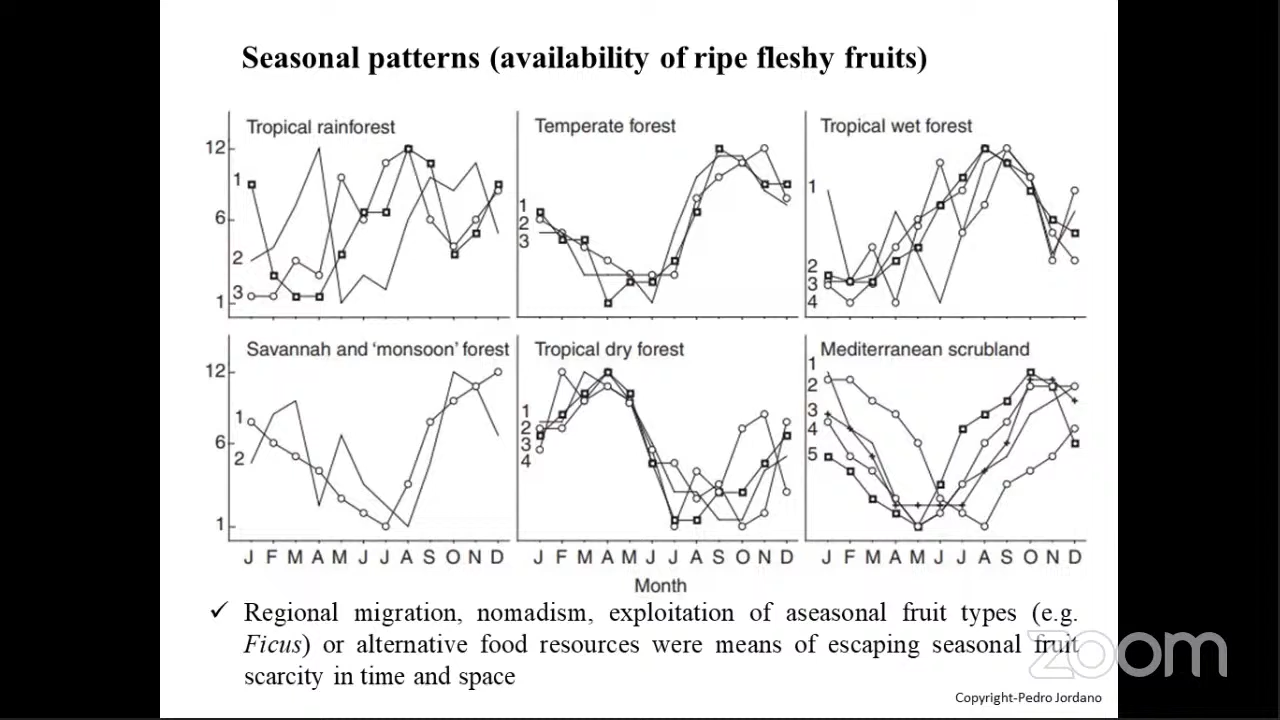 Seasonal patterns (availability of ripe fleshy fruits)
Tropical rainforest
12
1
6
2
3
1
Temperate forest
1
2
3
Tropical wet forest
1
2
3
4
Savannah and 'monsoon' forest
12
1
6
2
1
Tropical dry forest
1
2
3
4
Mediterranean scrubland
1
2
3
4
5
J F M A M J J A S O N D
J F M A M J J A S O N D
J F M A M J J A S O N D
Month
✓ Regional migration, nomadism, exploitation of aseasonal fruit types (e.g.
Ficus) or alternative food resources were means of escaping seasonal fruit
scarcity in time and space
zoom
Copyright-Pedro Jordano